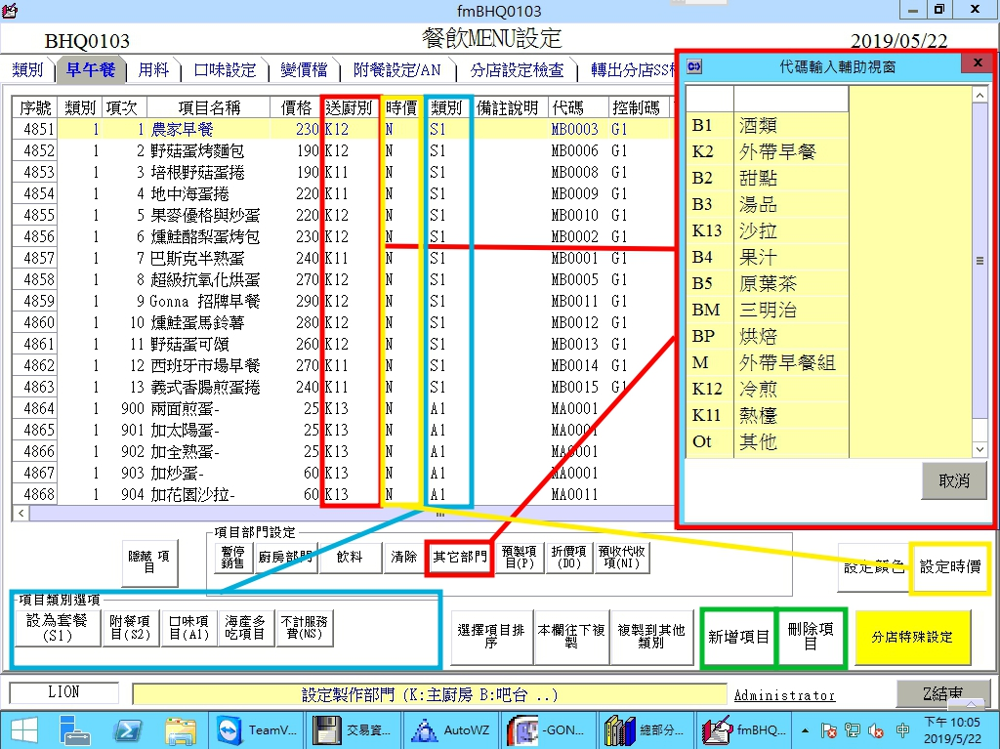 fmBHQ0103
BHQ0103 餐飲MENU設定 2019/05/22
類別 早午餐 用料 口味設定 變價檔 附餐設定/AN 分店設定檢查 轉出分店SS
序號 類別 項次 項目名稱 價格 送廚別 時價 類別 備註說明 代碼 控制碼
4851 1 1 農家早餐 230 K12 N S1 MB0003 G1
4852 1 2 野菇蛋烤麵包 190 K12 N S1 MB0006 G1
4853 1 3 培根野菇蛋捲 190 K11 N S1 MB0008 G1
4854 1 4 地中海蛋捲 220 K11 N S1 MB0009 G1
4855 1 5 果麥優格與炒蛋 220 K12 N S1 MB0010 G1
4856 1 6 燻鮭酪梨蛋烤包 230 K12 N S1 MB0002 G1
4857 1 7 巴斯克半熟蛋 240 K11 N S1 MB0001 G1
4858 1 8 超級抗氧化烘蛋 270 K12 N S1 MB0005 G1
4859 1 9 Gonna 招牌早餐 290 K12 N S1 MB0011 G1
4860 1 10 燻鮭蛋馬鈴薯 280 K12 N S1 MB0012 G1
4861 1 11 野菇蛋可頌 260 K12 N S1 MB0013 G1
4862 1 12 西班牙市場早餐 270 K11 N S1 MB0014 G1
4863 1 13 義式香腸煎蛋捲 240 K11 N S1 MB0015 G1
4864 1 900 兩面煎蛋- 25 K13 N A1 MA0001
4865 1 901 加太陽蛋- 25 K13 N A1 MA0001
4866 1 902 加全熟蛋- 25 K13 N A1 MA0001
4867 1 903 加炒蛋- 60 K13 N A1 MA0001
4868 1 904 加花園沙拉- 60 K13 N A1 MA0011
代碼輸入輔助視窗
B1 酒類
K2 外帶早餐
B2 甜點
B3 湯品
K13 沙拉
B4 果汁
B5 原葉茶
BM 三明治
BP 烘焙
M 外帶早餐組
K12 冷煎
K11 熱檯
Ot 其他
取消
隱藏 項
目
項目部門設定
暫停
銷售
廚房部門
飲料
清除
其它部門
預製項
目(P)
折價項
(DO)
預收代收
項(NI)
設定顏色
設定時價
項目類別選項
設為套餐
(S1)
附餐項
目(S2)
口味項
目(A1)
海產多
吃項目
不計服務
費(NS)
選擇項目排
序
本欄往下複
製
複製到其他
類別
新增項目
刪除項
目
分店特殊設定
LION 設定製作部門 (K:主廚房 B:吧台 ..) Administrator Z結束
TeamV... 交易資... AutoWZ -GON... 總部分... fmBHQ... 中 下午 10:05
2019/5/22